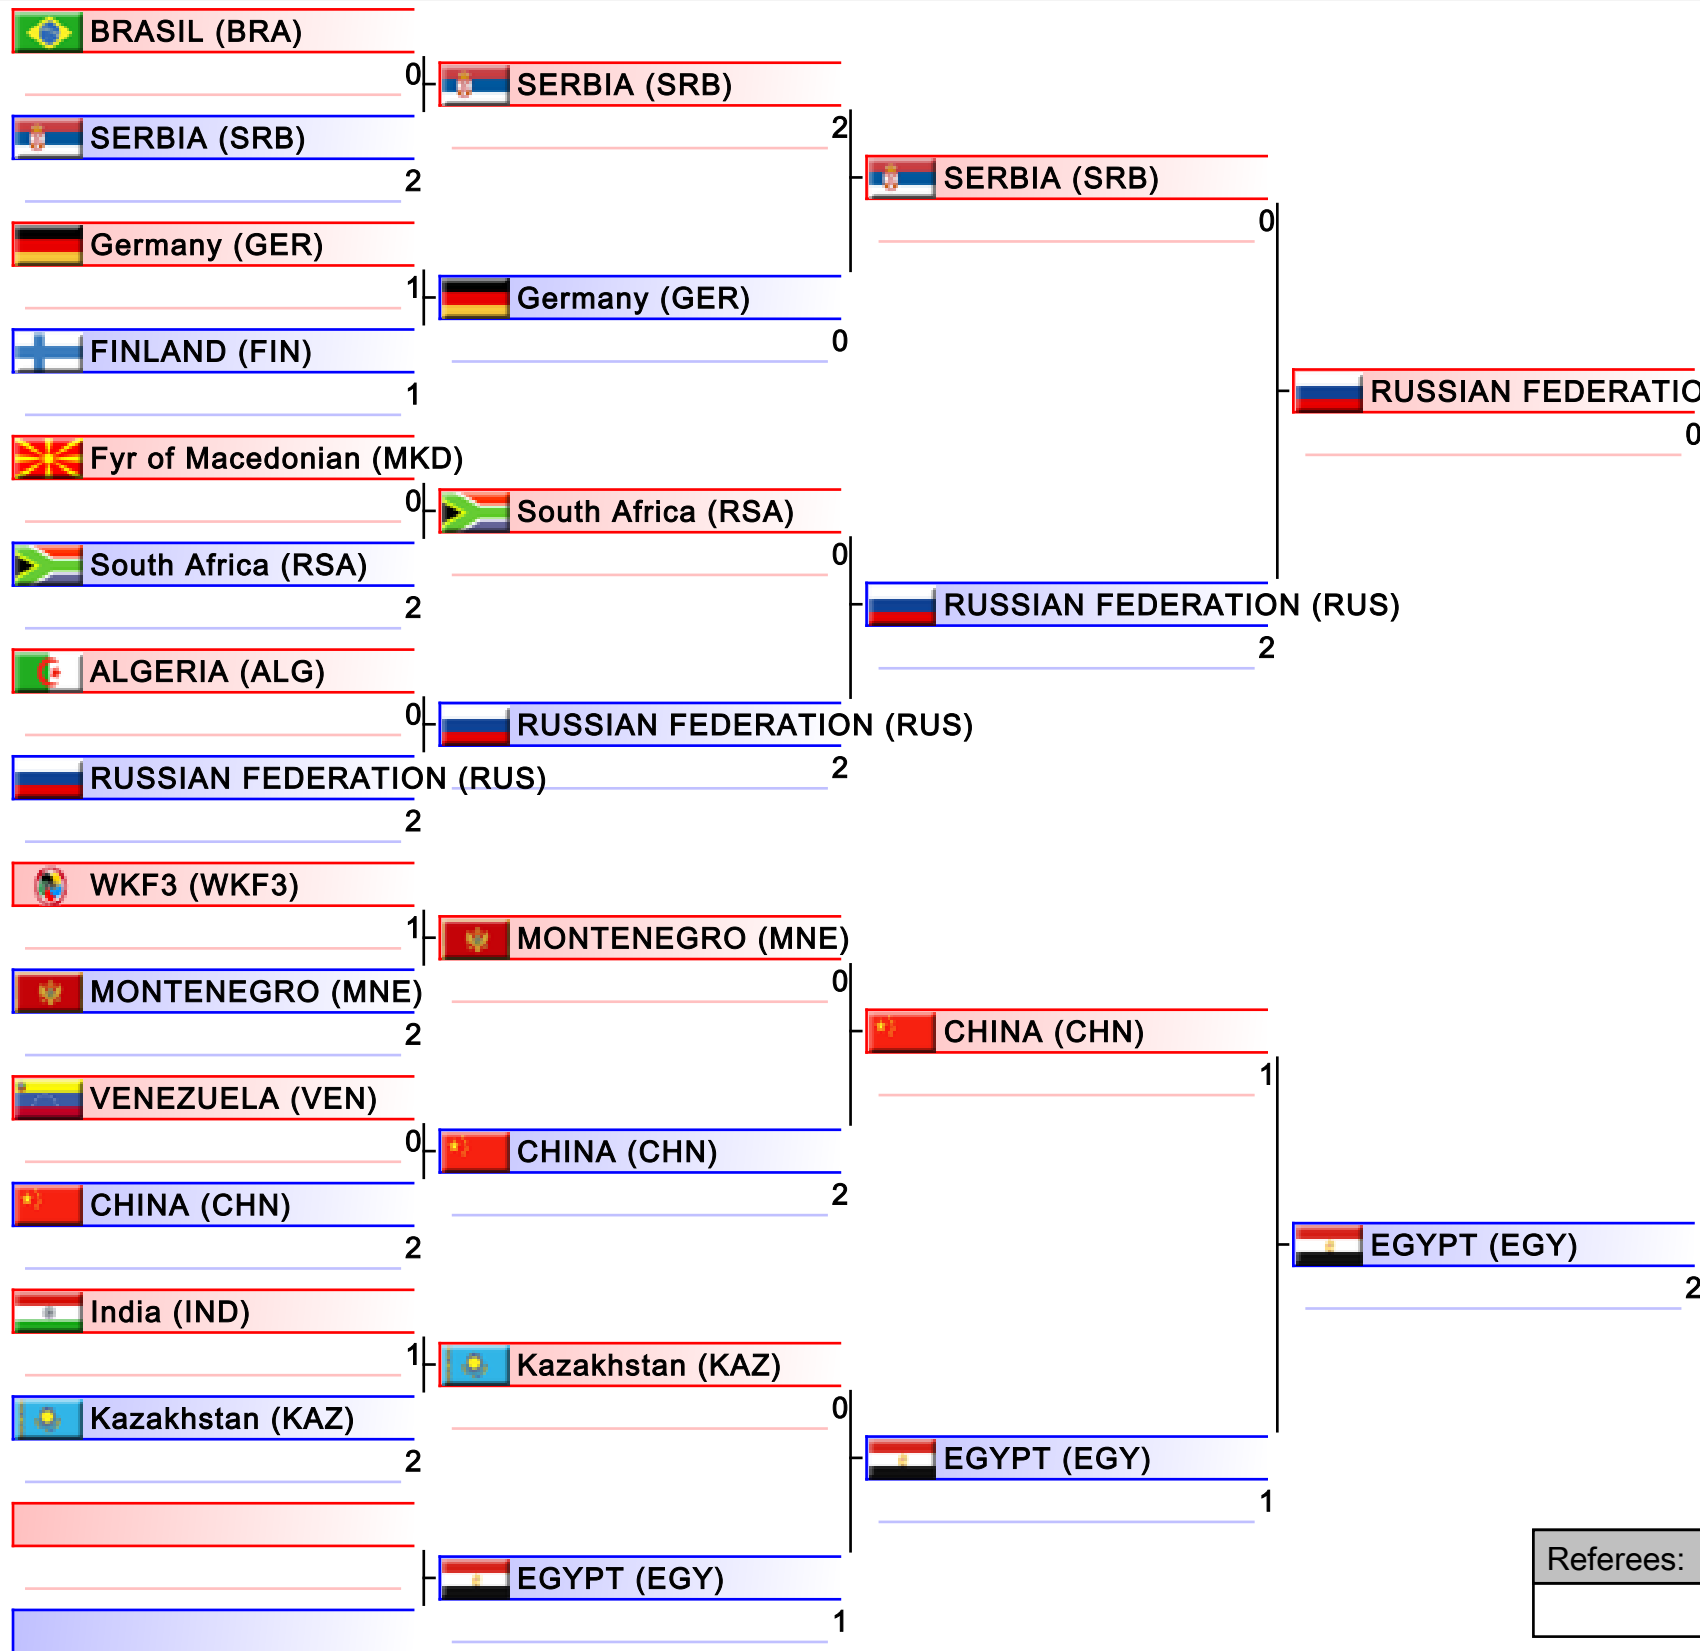 BRASIL (BRA)
0
SERBIA (SRB)
2
Germany (GER)
1
FINLAND (FIN)
1
Fyr of Macedonian (MKD)
0
South Africa (RSA)
2
ALGERIA (ALG)
0
RUSSIAN FEDERATION (RUS)
2
WKF3 (WKF3)
1
MONTENEGRO (MNE)
2
VENEZUELA (VEN)
0
CHINA (CHN)
2
India (IND)
1
Kazakhstan (KAZ)
2
SERBIA (SRB)
2
Germany (GER)
0
South Africa (RSA)
0
RUSSIAN FEDERATION (RUS)
2
MONTENEGRO (MNE)
0
CHINA (CHN)
2
Kazakhstan (KAZ)
0
EGYPT (EGY)
1
SERBIA (SRB)
0
RUSSIAN FEDERATION (RUS)
2
CHINA (CHN)
1
EGYPT (EGY)
1
RUSSIAN FEDERATIO
0
EGYPT (EGY)
2
Referees: